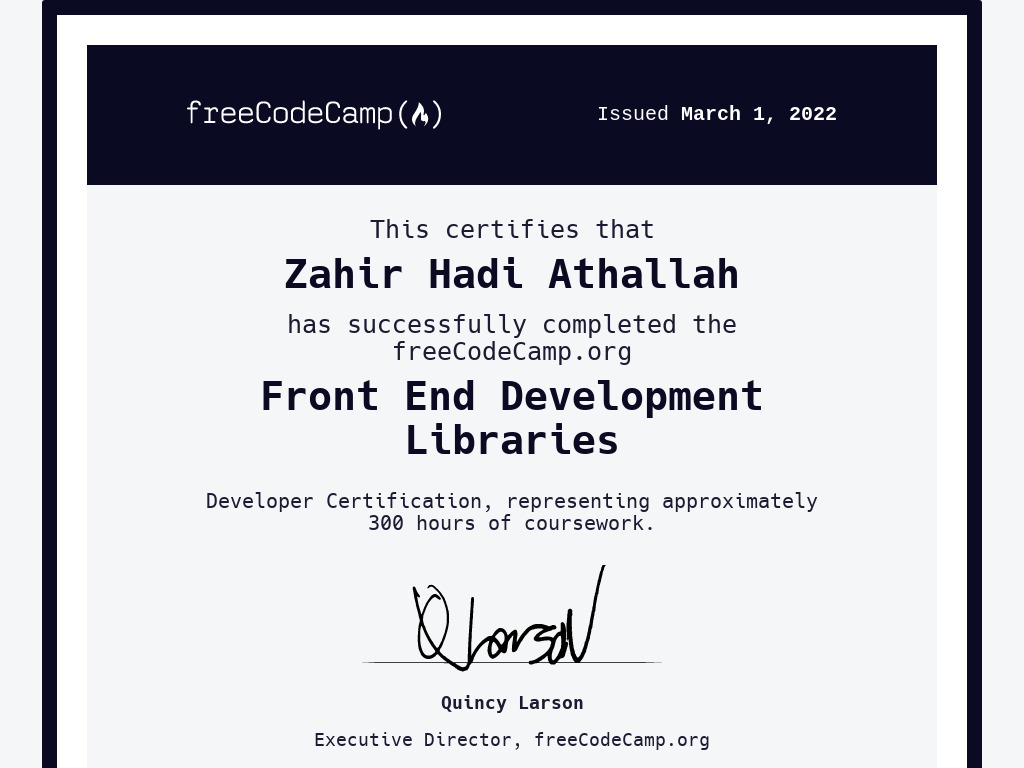 freeCodeCamp
Issued March 1, 2022
This certifies that
Zahir Hadi Athallah
has successfully completed the
freeCodeCamp.org
Front End Development
Libraries
Developer Certification, representing approximately
300 hours of coursework.
Q Larson
Quincy Larson
Executive Director, freeCodeCamp.org